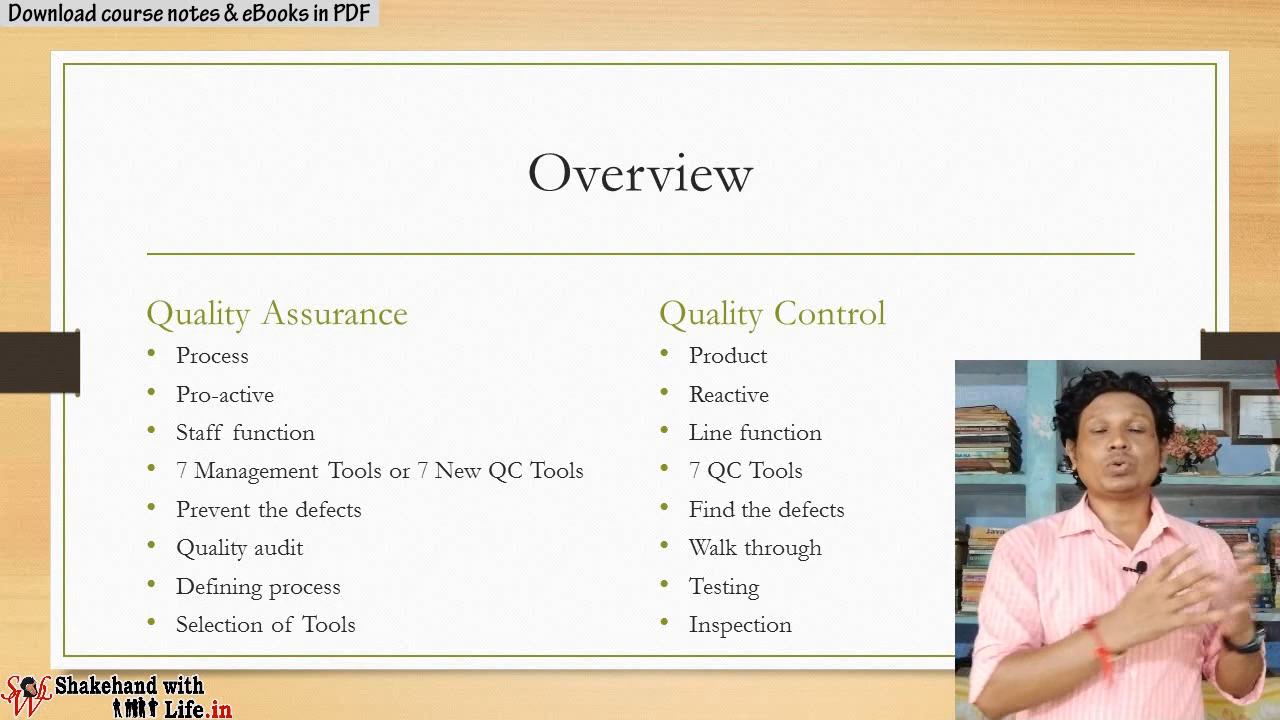 Download course notes & eBooks in PDF
Overview
Quality Assurance
• Process
• Pro-active
• Staff function
• 7 Management Tools or 7 New QC Tools
• Prevent the defects
• Quality audit
• Defining process
• Selection of Tools
Quality Control
• Product
• Reactive
• Line function
• 7 QC Tools
• Find the defects
• Walk through
• Testing
• Inspection
Java
SWL Shakehand with
Life.in